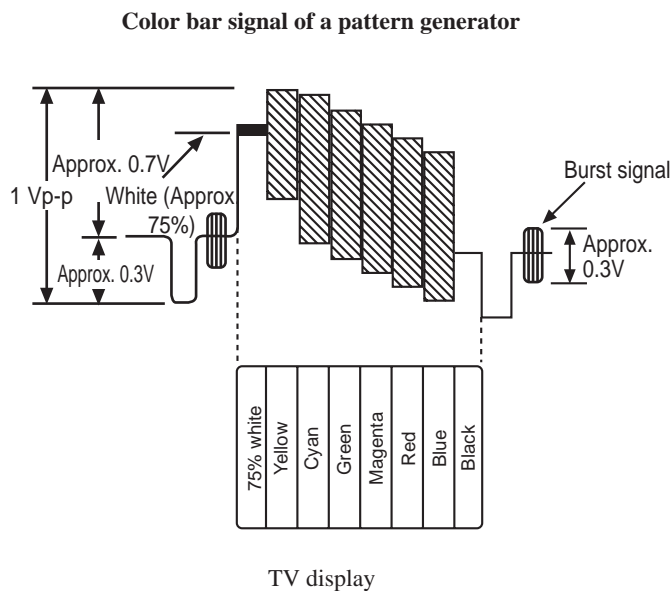 Color bar signal of a pattern generator
Approx. 0.7V
1 Vp-p
White (Approx.
75%)
Approx. 0.3V
Burst signal
Approx.
0.3V
75% white
Yellow
Cyan
Green
Magenta
Red
Blue
Black
TV display